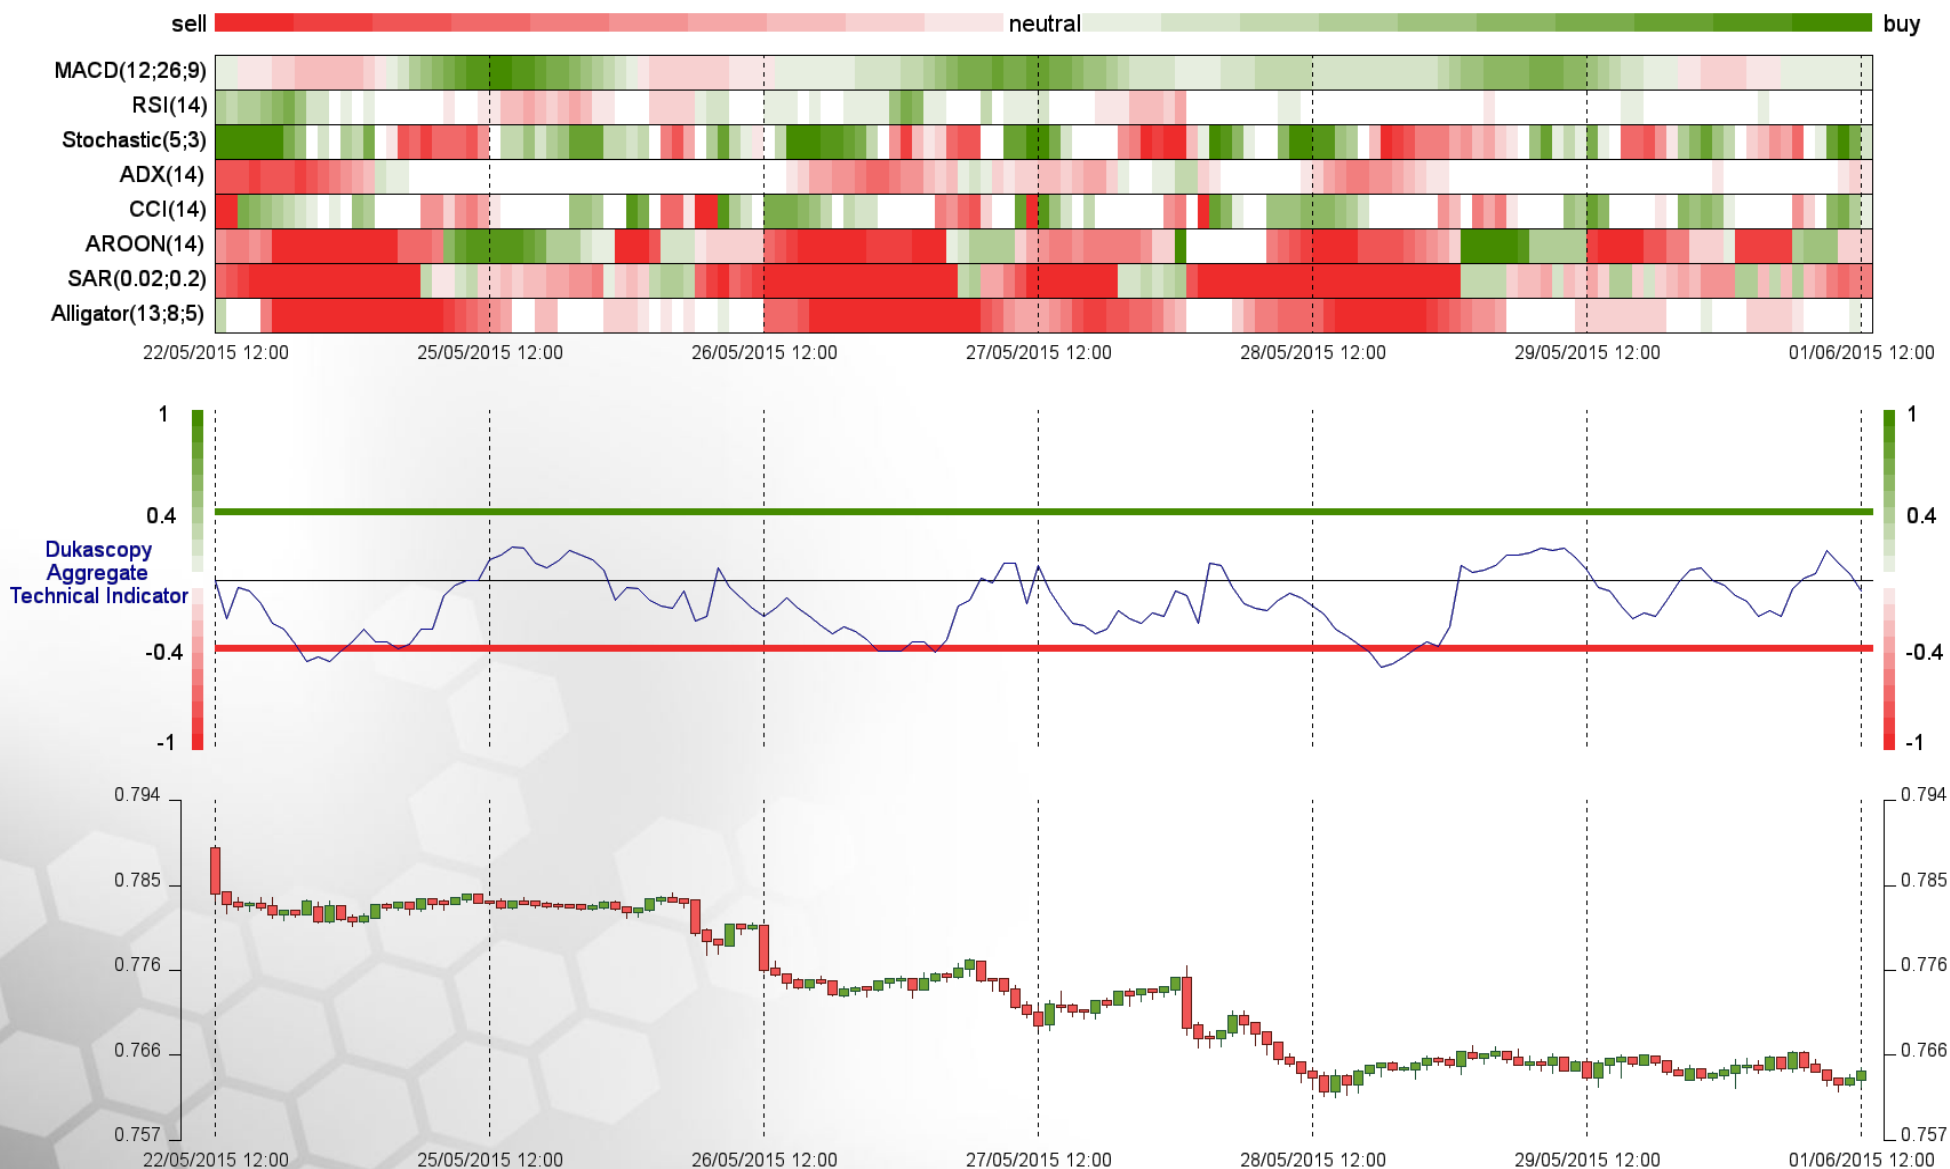 sell neutral buy
MACD(12;26;9)
RSI(14)
Stochastic(5;3)
ADX(14)
CCI(14)
AROON(14)
SAR(0.02;0.2)
Alligator(13;8;5)
22/05/2015 12:00 25/05/2015 12:00 26/05/2015 12:00 27/05/2015 12:00 28/05/2015 12:00 29/05/2015 12:00 01/06/2015 12:00
1 1
0.4 0.4
Dukascopy
Aggregate
Technical Indicator
-0.4 -0.4
-1 -1
0.794 0.794
0.785 0.785
0.776 0.776
0.766 0.766
0.757 0.757
22/05/2015 12:00 25/05/2015 12:00 26/05/2015 12:00 27/05/2015 12:00 28/05/2015 12:00 29/05/2015 12:00 01/06/2015 12:00